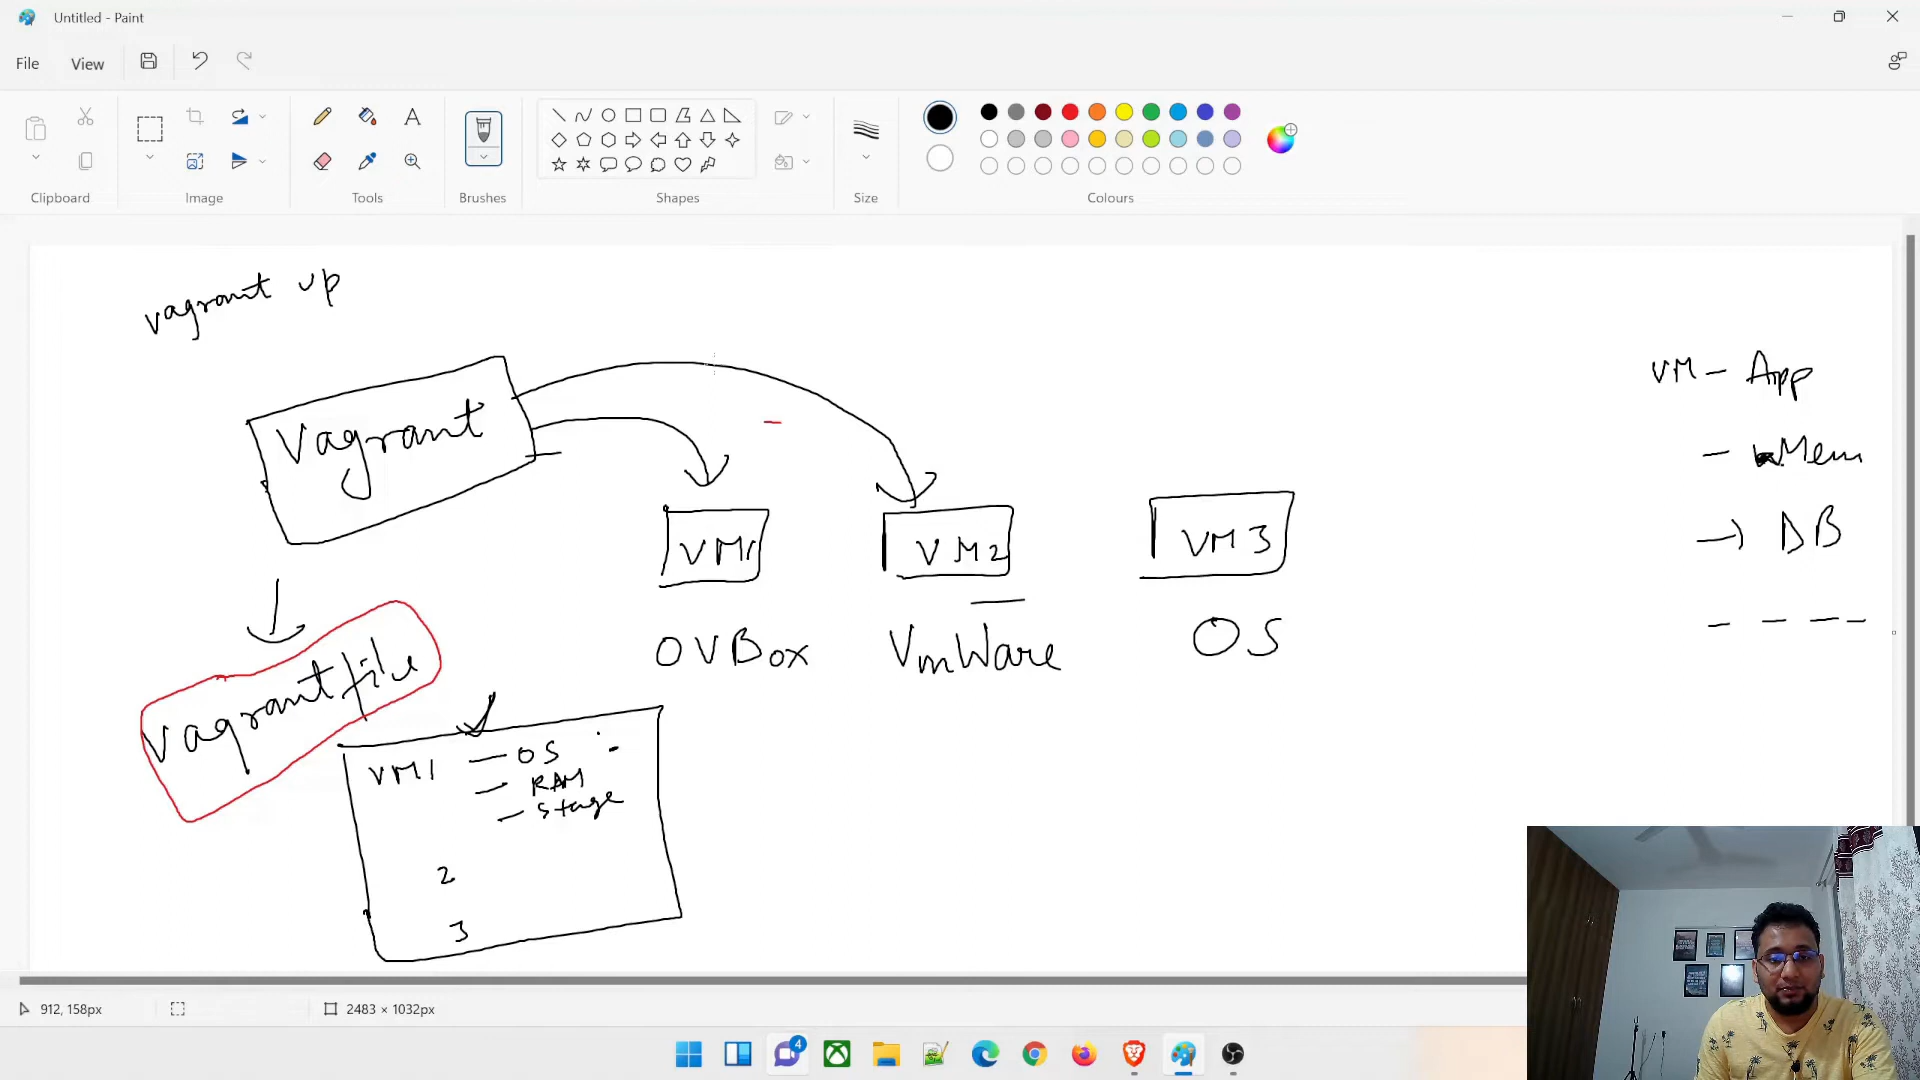 Untitled - Paint
File View
Clipboard
Image
Tools
Brushes
Shapes
Size
Colours
vagrant up
Vagrant
VM1
VM2
VM3
OVBox
VmWare
OS
vagrantfile
VM1 - OS
- RAM
- Stage
2
3
VM - App
- Mem
→ DB
912, 158px
2483 × 1032px
4